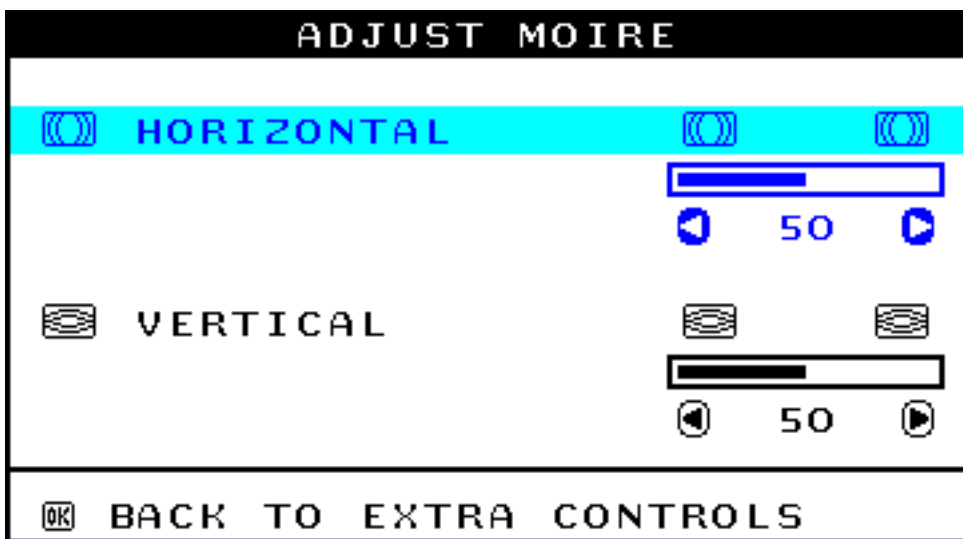 ADJUST MOIRE
HORIZONTAL
50
VERTICAL
50
OK BACK TO EXTRA CONTROLS